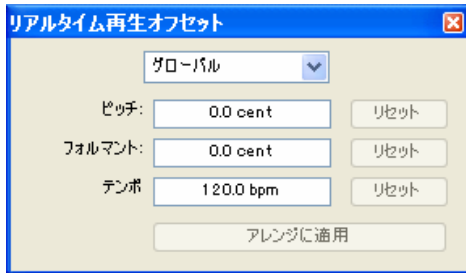 リアルタイム再生オフセット
グローバル
ピッチ: 0.0 cent リセット
フォルマント: 0.0 cent リセット
テンポ 120.0 bpm リセット
アレンジに適用